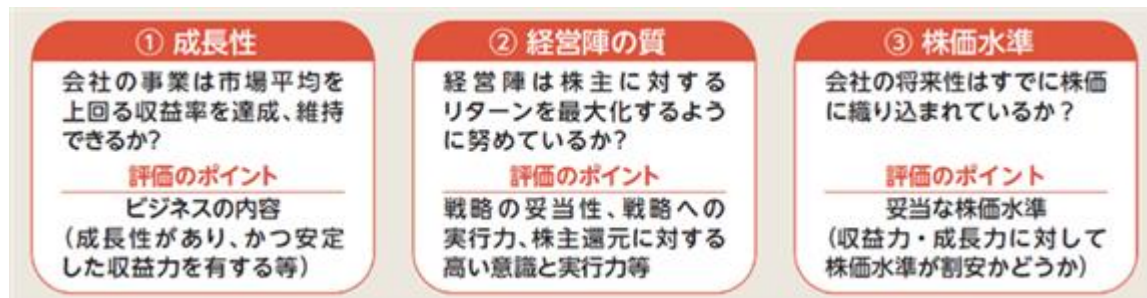 ① 成長性
会社の事業は市場平均を
上回る収益率を達成、維持
できるか?
評価のポイント
ビジネスの内容
(成長性があり、かつ安定
した収益力を有する等)
② 経営陣の質
経営陣は株主に対する
リターンを最大化するよう
に努めているか?
評価のポイント
戦略の妥当性、戦略への
実行力、株主還元に対する
高い意識と実行力等
③ 株価水準
会社の将来性はすでに株価
に織り込まれているか?
評価のポイント
妥当な株価水準
(収益力・成長力に対して
株価水準が割安かどうか)